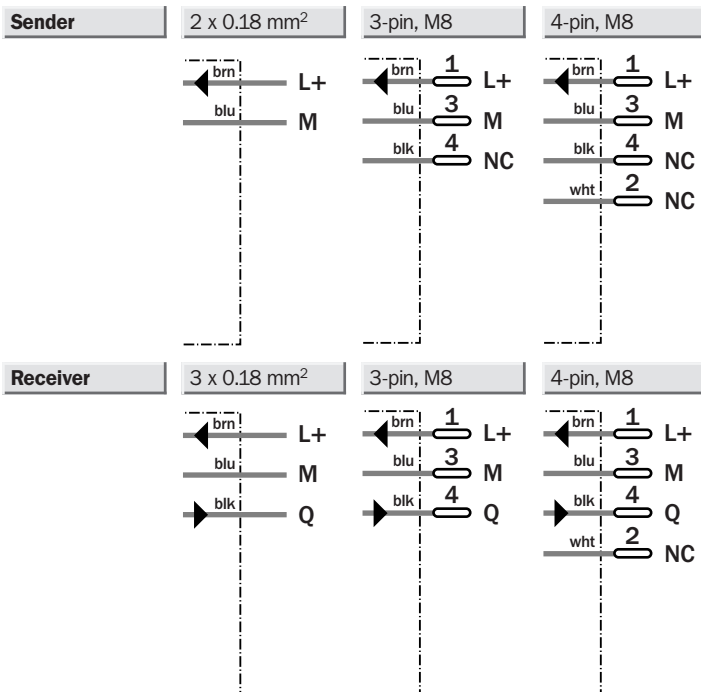 Sender
2 x 0.18 mm²
3-pin, M8
4-pin, M8
brn L+
blu M
brn 1 L+
blu 3 M
blk 4 NC
brn 1 L+
blu 3 M
blk 4 NC
wht 2 NC
Receiver
3 x 0.18 mm²
3-pin, M8
4-pin, M8
brn L+
blu M
blk Q
brn 1 L+
blu 3 M
blk 4 Q
brn 1 L+
blu 3 M
blk 4 Q
wht 2 NC